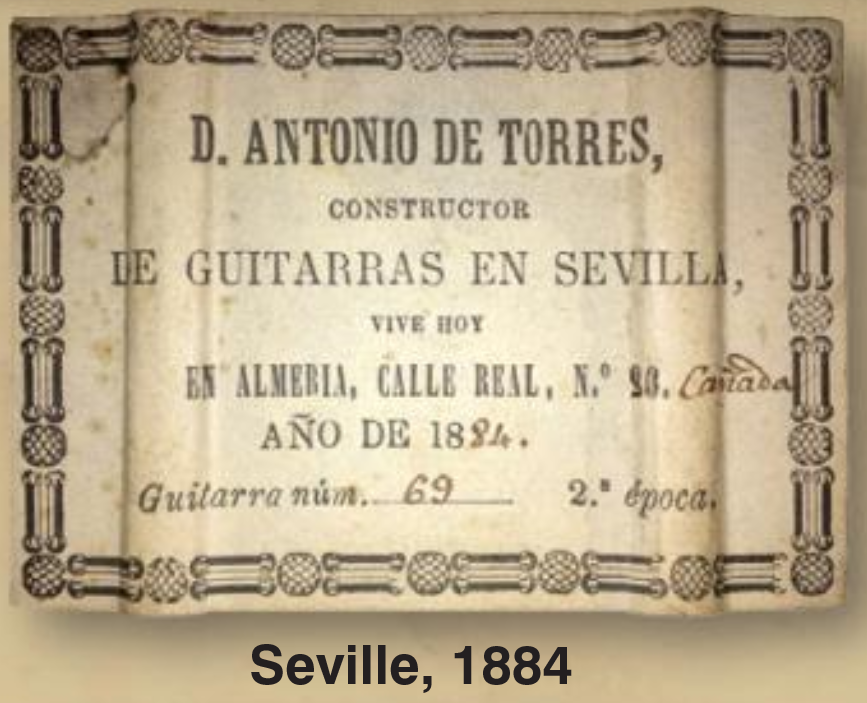 D. ANTONIO DE TORRES,
CONSTRUCTOR
DE GUITARRAS EN SEVILLA,
VIVE HOY
EN ALMERIA, CALLE REAL, N.º 23. Cañada
AÑO DE 1884.
Guitarra núm. 69 2.ª época.
Seville, 1884